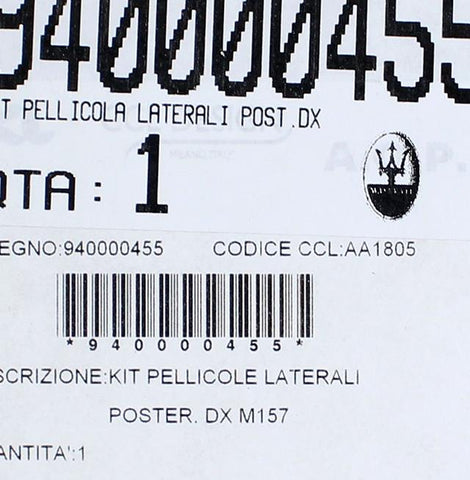 940000455
T PELLICOLA LATERALI POST.DX
QTA: 1
MASERATI
EGNO:940000455 CODICE CCL:AA1805
*940000455*
SCRIZIONE:KIT PELLICOLE LATERALI
POSTER. DX M157
ANTITA':1